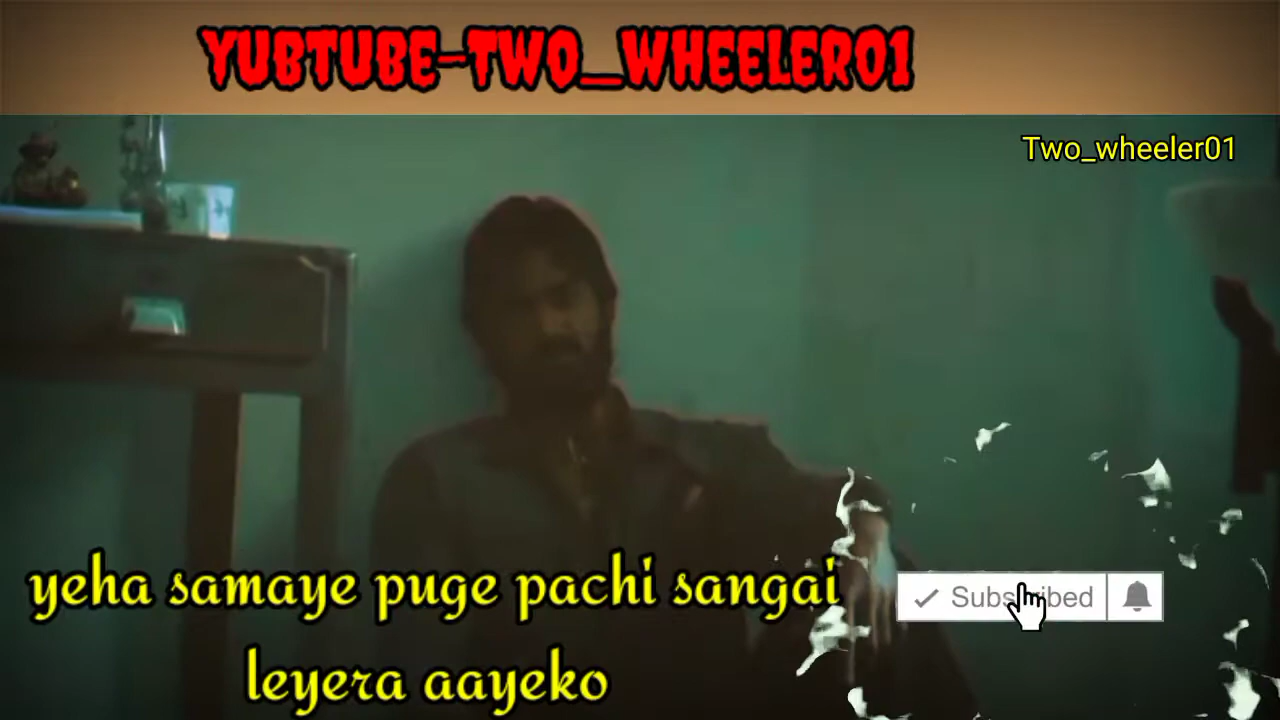 YUBTUBE-TWO_WHEELER01
Two_wheeler01
yeha samaye puge pachi sangai
leyera aayeko
Subscribed